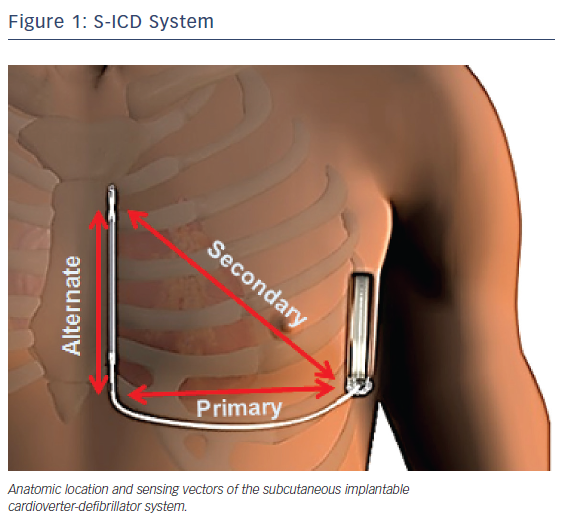 Figure 1: S-ICD System
Secondary
Alternate
Primary
Anatomic location and sensing vectors of the subcutaneous implantable
cardioverter-defibrillator system.